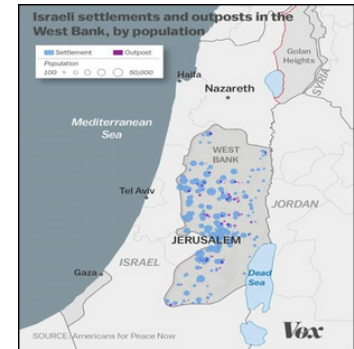 Israeli settlements and outposts in the
West Bank, by population
Settlement Outpost
Population
100 50,000
Golan
Heights
SYRIA
Haifa
Nazareth
Mediterranean
Sea
WEST
BANK
Tel Aviv
JORDAN
JERUSALEM
ISRAEL
Dead
Sea
Gaza
SOURCE: Americans for Peace Now
Vox